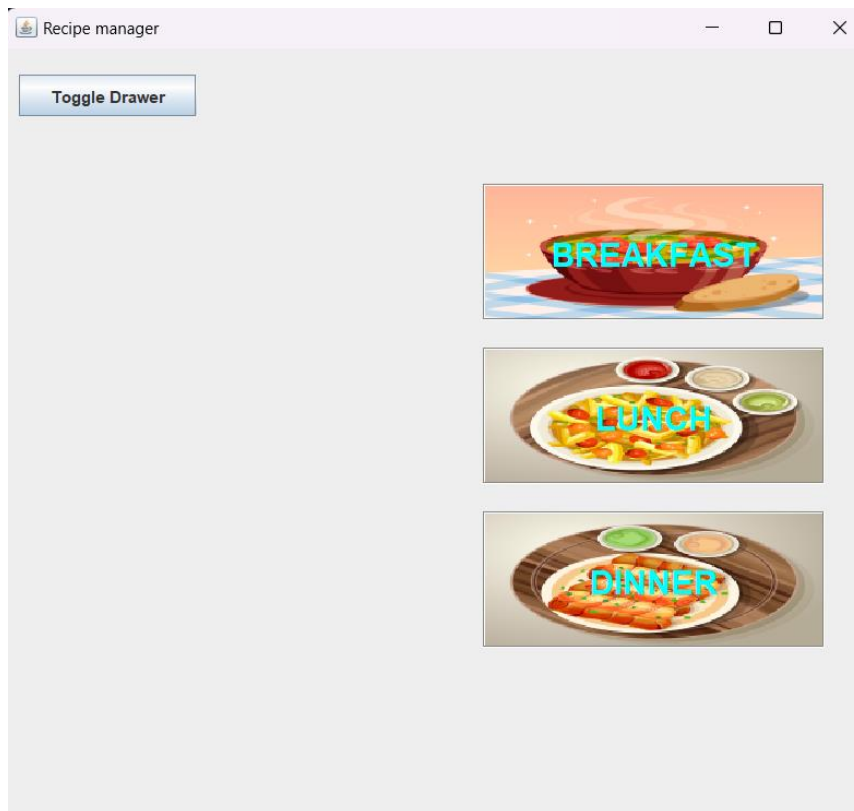 Recipe manager
Toggle Drawer
BREAKFAST
LUNCH
DINNER